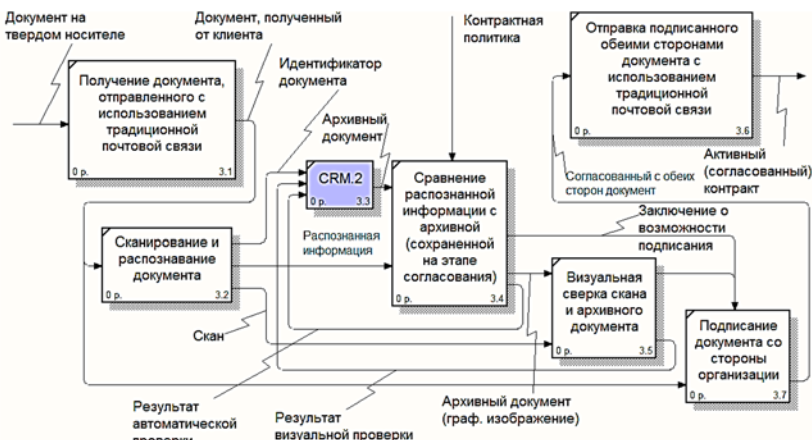 Документ на
твердом носителе
Документ, полученный
от клиента
Идентификатор
документа
Архивный
документ
Контрактная
политика
Получение документа,
отправленного с
использованием
традиционной
почтовой связи
0 р. 3.1
Отправка подписанного
обеими сторонами
документа с
использованием
традиционной
почтовой связи
0 р. 3.6
CRM.2
0 р. 3.3
Сравнение
распознанной
информации с
архивной
(сохраненной
на этапе
согласования)
0 р. 3.4
Согласованный с обеих
сторон документ
Активный
(согласованный)
контракт
Сканирование и
распознавание
документа
0 р. 3.2
Распознанная
информация
Заключение о
возможности
подписания
Визуальная
сверка скана
и архивного
документа
0 р. 3.5
Подписание
документа со
стороны
организации
0 р. 3.7
Скан
Результат
автоматической
проверки
Результат
визуальной проверки
Архивный документ
(граф. изображение)